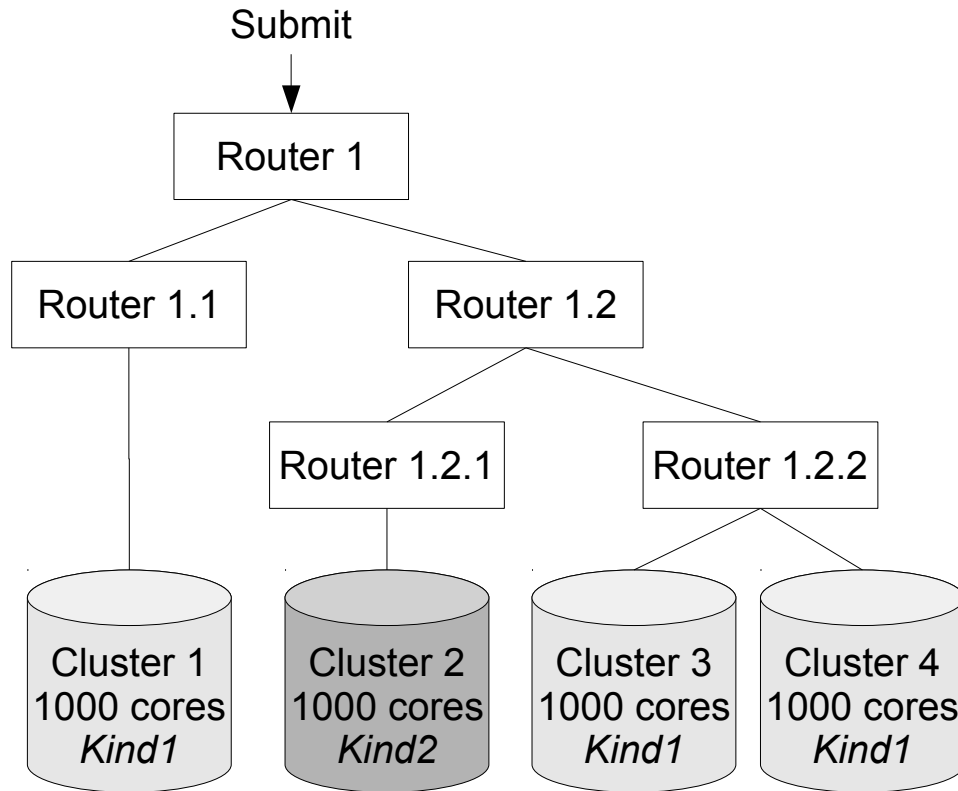 Submit
Router 1
Router 1.1
Router 1.2
Router 1.2.1
Router 1.2.2
Cluster 1
1000 cores
Kind1
Cluster 2
1000 cores
Kind2
Cluster 3
1000 cores
Kind1
Cluster 4
1000 cores
Kind1